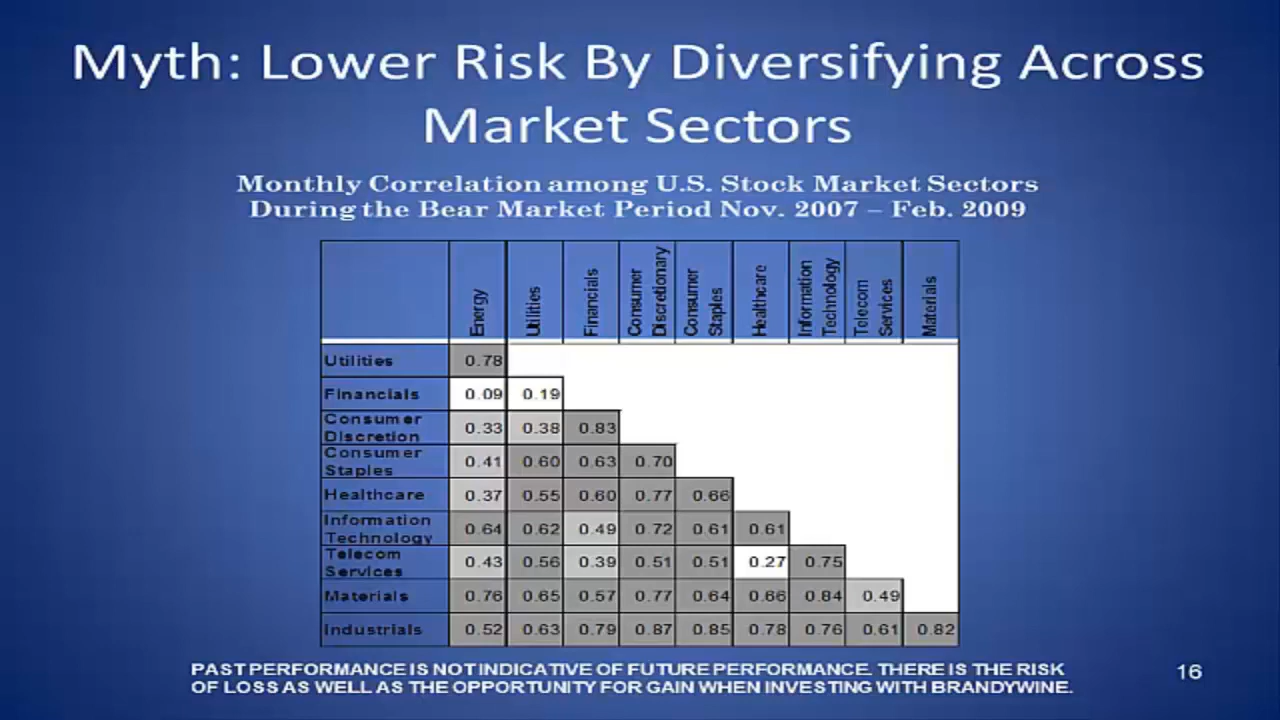 Myth: Lower Risk By Diversifying Across
Market Sectors
Monthly Correlation among U.S. Stock Market Sectors
During the Bear Market Period Nov. 2007 – Feb. 2009
Energy Utilities Financials Consumer Discretionary Consumer Staples Healthcare Information Technology Telecom Services Materials
Utilities 0.78
Financials 0.09 0.19
Consumer
Discretion 0.33 0.38 0.83
Consumer
Staples 0.41 0.60 0.63 0.70
Healthcare 0.37 0.55 0.60 0.77 0.66
Information
Technology 0.64 0.62 0.49 0.72 0.61 0.61
Telecom
Services 0.43 0.56 0.39 0.51 0.51 0.27 0.75
Materials 0.76 0.65 0.57 0.77 0.64 0.66 0.84 0.49
Industrials 0.52 0.63 0.79 0.87 0.85 0.78 0.76 0.61 0.82
PAST PERFORMANCE IS NOT INDICATIVE OF FUTURE PERFORMANCE. THERE IS THE RISK
OF LOSS AS WELL AS THE OPPORTUNITY FOR GAIN WHEN INVESTING WITH BRANDYWINE.
16